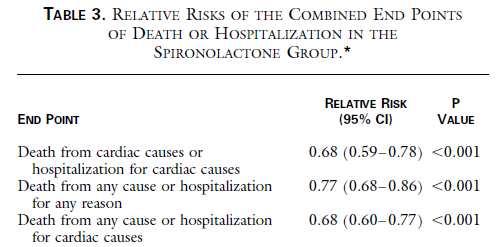 TABLE 3. RELATIVE RISKS OF THE COMBINED END POINTS
OF DEATH OR HOSPITALIZATION IN THE
SPIRONOLACTONE GROUP.*
END POINT RELATIVE RISK (95% CI) P VALUE
Death from cardiac causes or
hospitalization for cardiac causes 0.68 (0.59–0.78) <0.001
Death from any cause or hospitalization
for any reason 0.77 (0.68–0.86) <0.001
Death from any cause or hospitalization
for cardiac causes 0.68 (0.60–0.77) <0.001